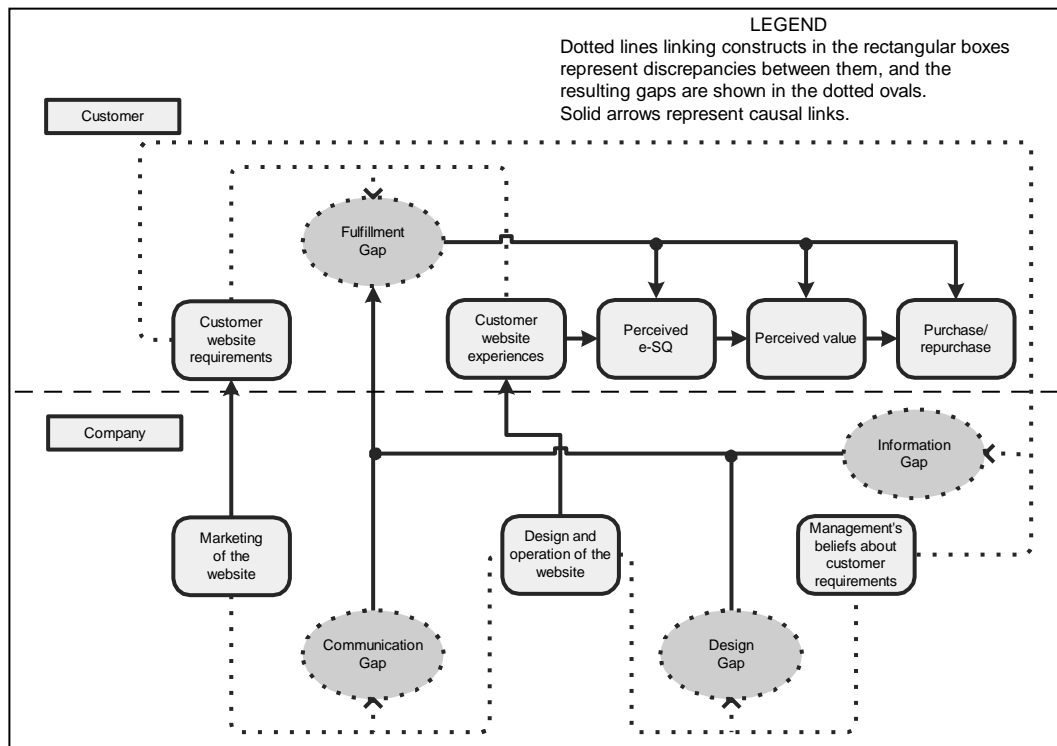 LEGEND
Dotted lines linking constructs in the rectangular boxes
represent discrepancies between them, and the
resulting gaps are shown in the dotted ovals.
Solid arrows represent causal links.
Customer
Fulfillment
Gap
Customer
website
requirements
Customer
website
experiences
Perceived
e-SQ
Perceived value
Purchase/
repurchase
Company
Information
Gap
Marketing
of the
website
Design and
operation of the
website
Management's
beliefs about
customer
requirements
Communication
Gap
Design
Gap